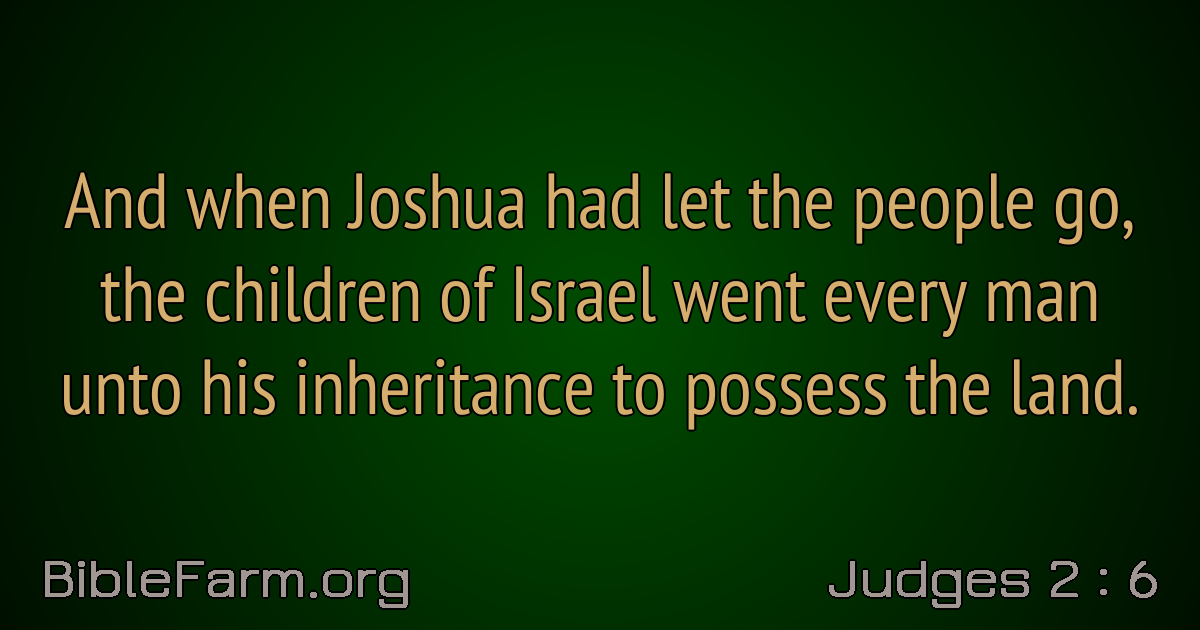 And when Joshua had let the people go,
the children of Israel went every man
unto his inheritance to possess the land.
BibleFarm.org
Judges 2 : 6